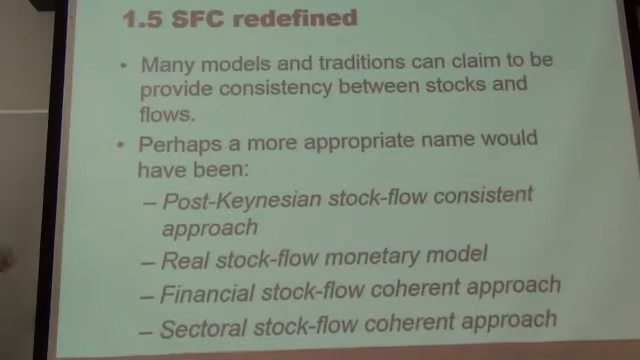 1.5 SFC redefined
• Many models and traditions can claim to be
provide consistency between stocks and
flows.
• Perhaps a more appropriate name would
have been:
– Post-Keynesian stock-flow consistent
approach
– Real stock-flow monetary model
– Financial stock-flow coherent approach
– Sectoral stock-flow coherent approach